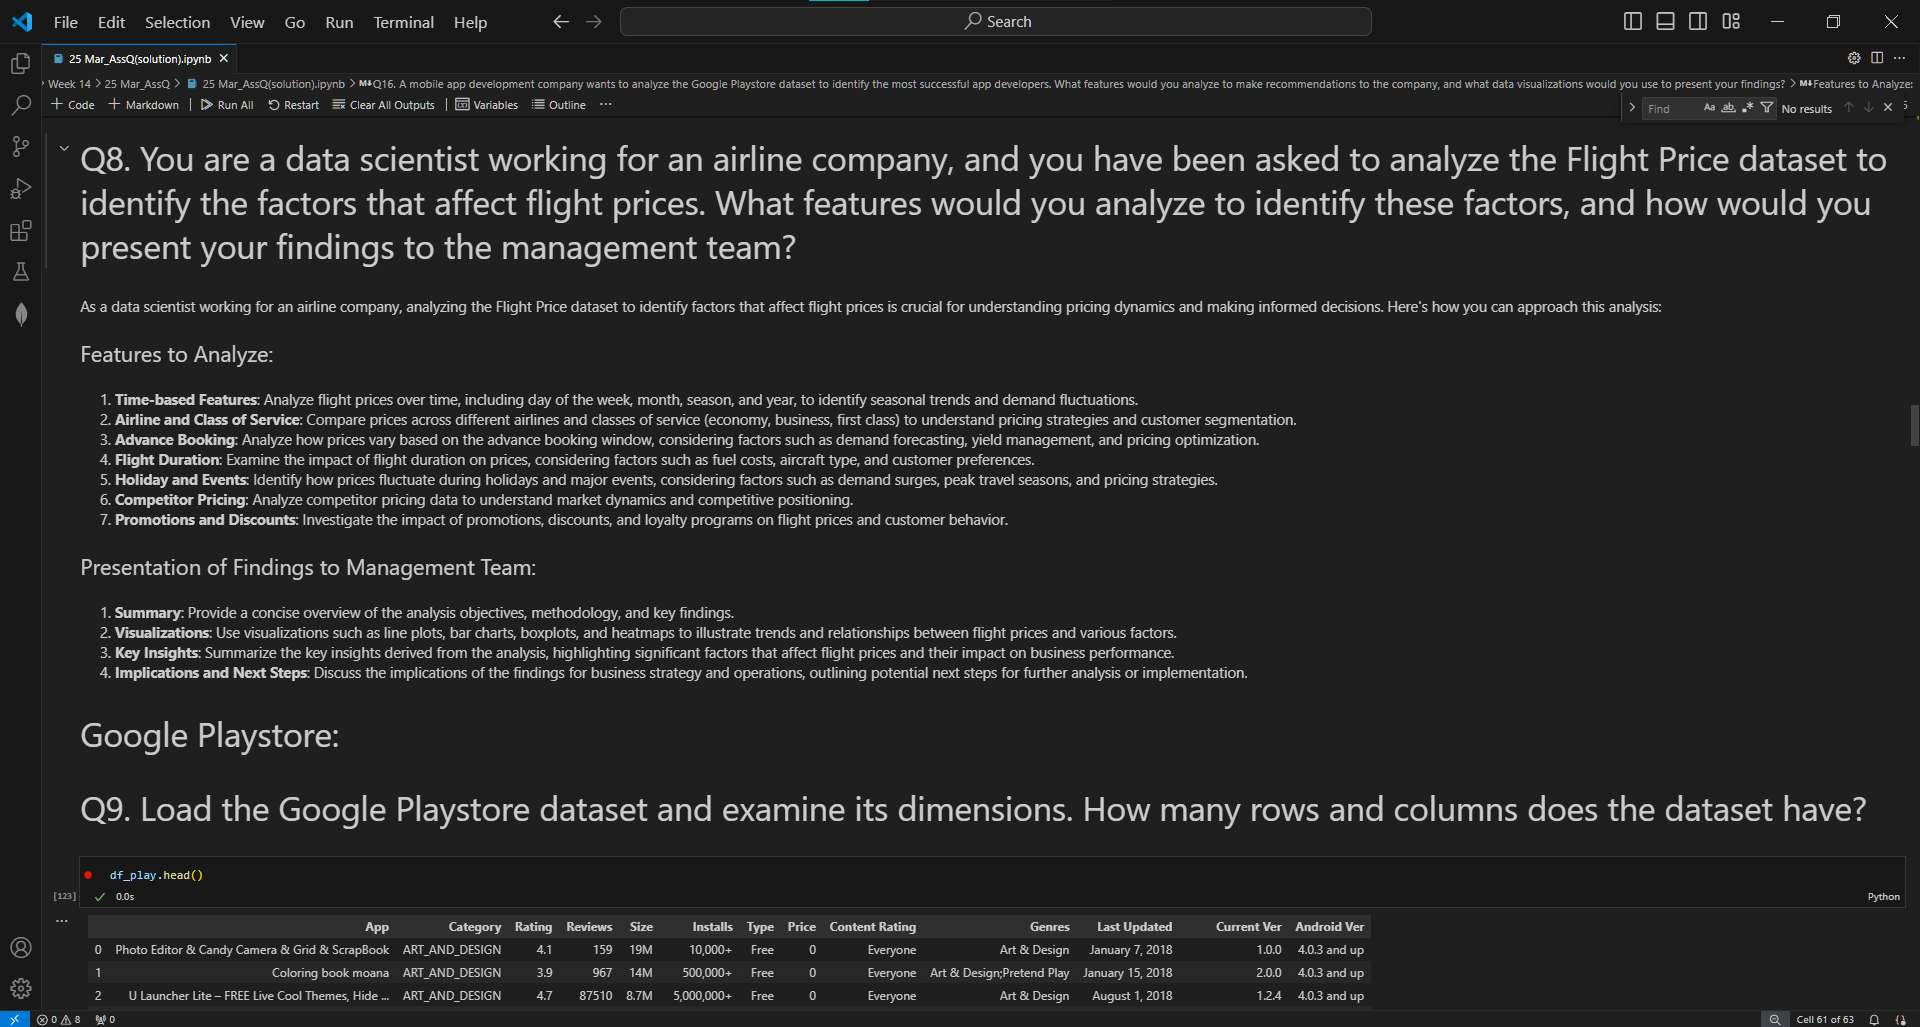 File Edit Selection View Go Run Terminal Help
Search
25 Mar_AssQ(solution).ipynb
Week 14 > 25 Mar_AssQ > 25 Mar_AssQ(solution).ipynb > M↓Q16. A mobile app development company wants to analyze the Google Playstore dataset to identify the most successful app developers. What features would you analyze to make recommendations to the company, and what data visualizations would you use to present your findings? > M↓Features to Analyze:
+ Code + Markdown Run All Restart Clear All Outputs Variables Outline ...
Find Aa ab .* No results
Q8. You are a data scientist working for an airline company, and you have been asked to analyze the Flight Price dataset to
identify the factors that affect flight prices. What features would you analyze to identify these factors, and how would you
present your findings to the management team?
As a data scientist working for an airline company, analyzing the Flight Price dataset to identify factors that affect flight prices is crucial for understanding pricing dynamics and making informed decisions. Here's how you can approach this analysis:
Features to Analyze:
1. Time-based Features: Analyze flight prices over time, including day of the week, month, season, and year, to identify seasonal trends and demand fluctuations.
2. Airline and Class of Service: Compare prices across different airlines and classes of service (economy, business, first class) to understand pricing strategies and customer segmentation.
3. Advance Booking: Analyze how prices vary based on the advance booking window, considering factors such as demand forecasting, yield management, and pricing optimization.
4. Flight Duration: Examine the impact of flight duration on prices, considering factors such as fuel costs, aircraft type, and customer preferences.
5. Holiday and Events: Identify how prices fluctuate during holidays and major events, considering factors such as demand surges, peak travel seasons, and pricing strategies.
6. Competitor Pricing: Analyze competitor pricing data to understand market dynamics and competitive positioning.
7. Promotions and Discounts: Investigate the impact of promotions, discounts, and loyalty programs on flight prices and customer behavior.
Presentation of Findings to Management Team:
1. Summary: Provide a concise overview of the analysis objectives, methodology, and key findings.
2. Visualizations: Use visualizations such as line plots, bar charts, boxplots, and heatmaps to illustrate trends and relationships between flight prices and various factors.
3. Key Insights: Summarize the key insights derived from the analysis, highlighting significant factors that affect flight prices and their impact on business performance.
4. Implications and Next Steps: Discuss the implications of the findings for business strategy and operations, outlining potential next steps for further analysis or implementation.
Google Playstore:
Q9. Load the Google Playstore dataset and examine its dimensions. How many rows and columns does the dataset have?
df_play.head()
[123] 0.0s Python
...
App Category Rating Reviews Size Installs Type Price Content Rating Genres Last Updated Current Ver Android Ver
0 Photo Editor & Candy Camera & Grid & ScrapBook ART_AND_DESIGN 4.1 159 19M 10,000+ Free 0 Everyone Art & Design January 7, 2018 1.0.0 4.0.3 and up
1 Coloring book moana ART_AND_DESIGN 3.9 967 14M 500,000+ Free 0 Everyone Art & Design;Pretend Play January 15, 2018 2.0.0 4.0.3 and up
2 U Launcher Lite – FREE Live Cool Themes, Hide ... ART_AND_DESIGN 4.7 87510 8.7M 5,000,000+ Free 0 Everyone Art & Design August 1, 2018 1.2.4 4.0.3 and up
0 8 0 Cell 61 of 63